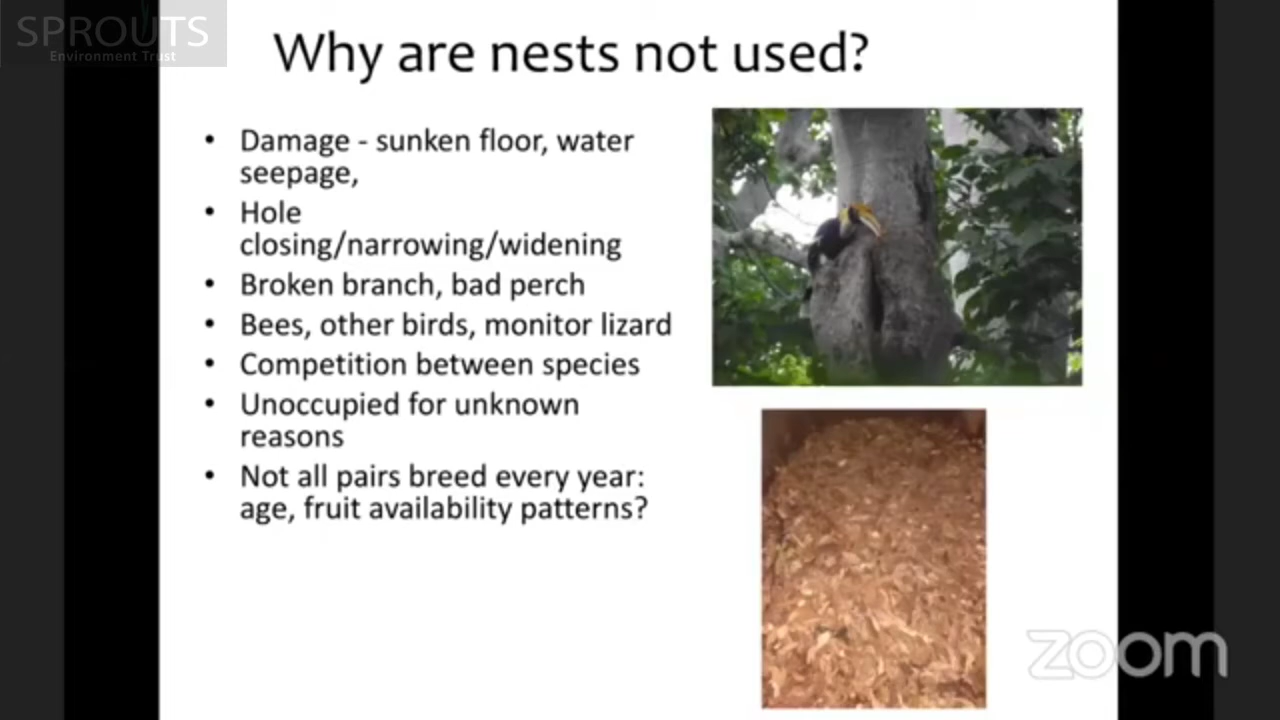 SPROUTS
Environment Trust
Why are nests not used?
• Damage - sunken floor, water
seepage,
• Hole
closing/narrowing/widening
• Broken branch, bad perch
• Bees, other birds, monitor lizard
• Competition between species
• Unoccupied for unknown
reasons
• Not all pairs breed every year:
age, fruit availability patterns?
zoom